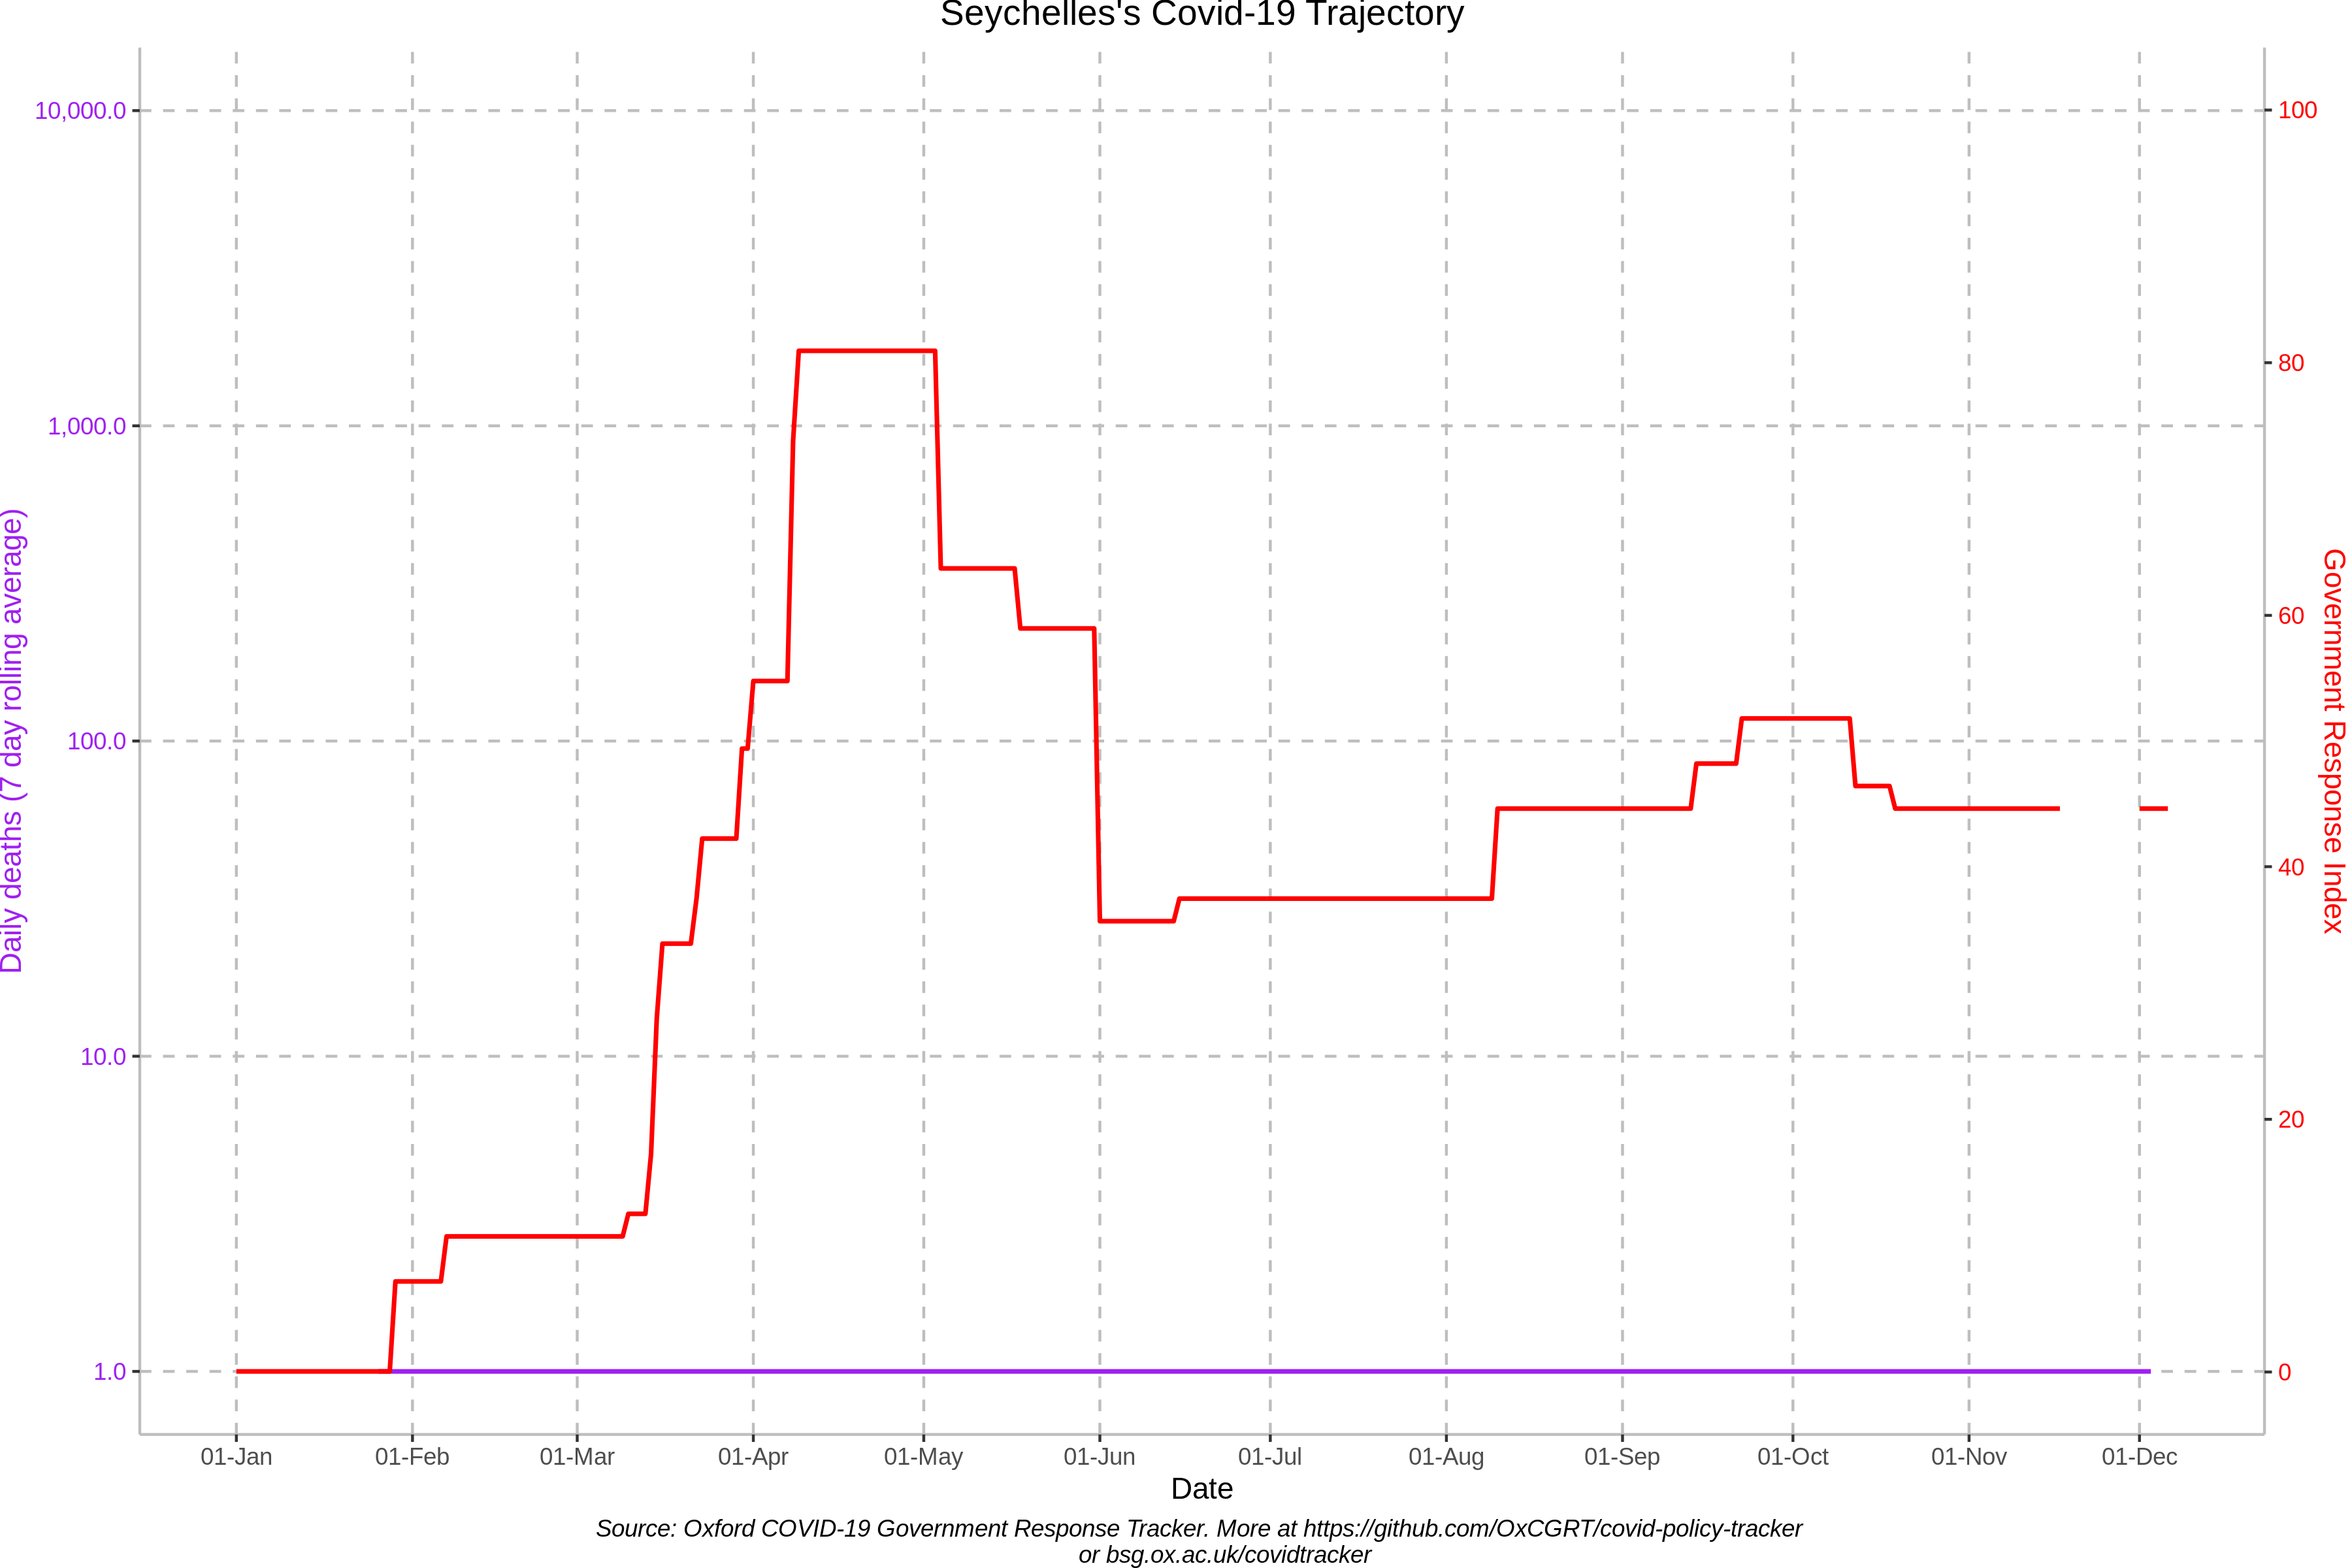 Seychelles's Covid-19 Trajectory
10,000.0
1,000.0
100.0
10.0
1.0
Daily deaths (7 day rolling average)
100
80
60
40
20
0
Government Response Index
01-Jan 01-Feb 01-Mar 01-Apr 01-May 01-Jun 01-Jul 01-Aug 01-Sep 01-Oct 01-Nov 01-Dec
Date
Source: Oxford COVID-19 Government Response Tracker. More at https://github.com/OxCGRT/covid-policy-tracker
or bsg.ox.ac.uk/covidtracker